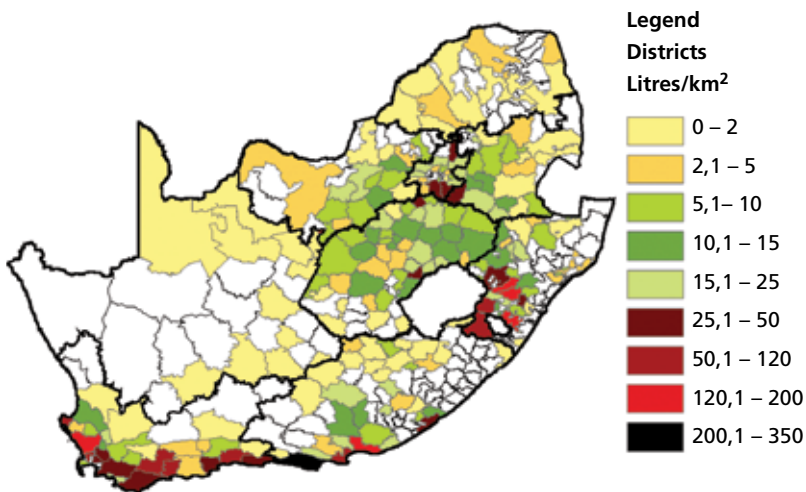 Legend
Districts
Litres/km²
0 – 2
2,1 – 5
5,1– 10
10,1 – 15
15,1 – 25
25,1 – 50
50,1 – 120
120,1 – 200
200,1 – 350